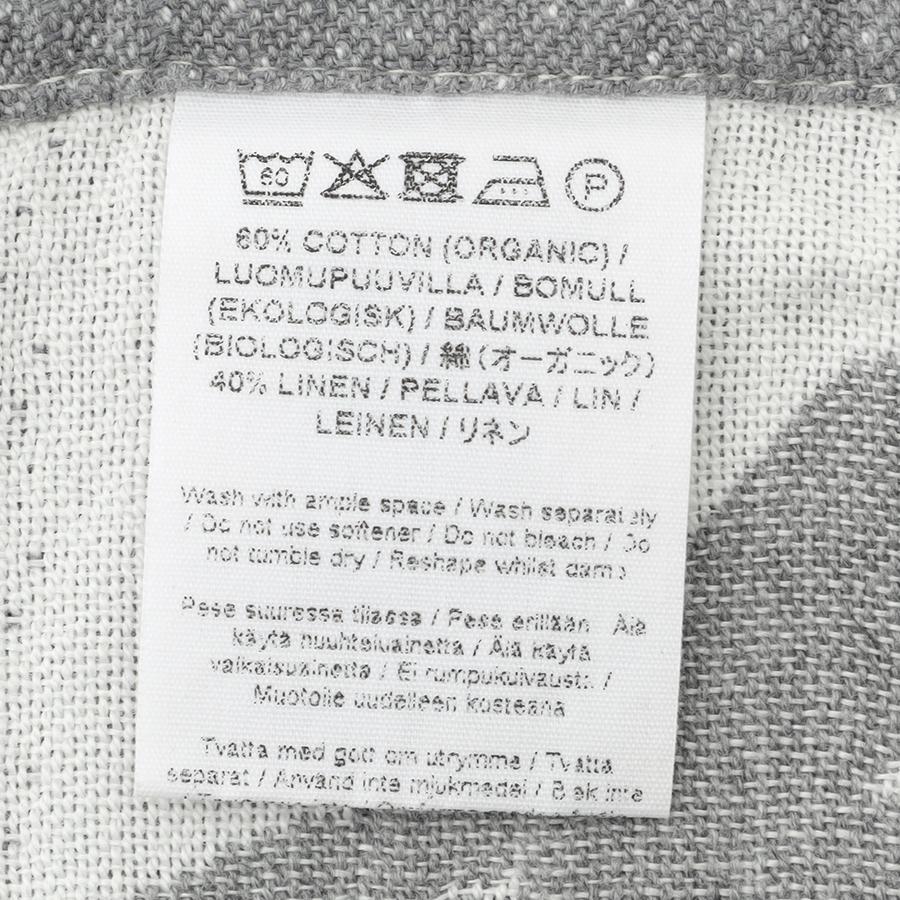 60
P
60% COTTON (ORGANIC) /
LUOMUPUUVILLA / BOMULL
(EKOLOGISK) / BAUMWOLLE
(BIOLOGISCH) / 綿(オーガニック)
40% LINEN / PELLAVA / LIN /
LEINEN / リネン
Wash with ample space / Wash separately
/ Do not use softener / Do not bleach / Do
not tumble dry / Reshape whilst damp
Pese suuressa tilassa / Pese erillään Älä
käytä huuhteluainetta / Älä käytä
valkaisuainetta / Ei rumpukuivausta /
Muotoile uudelleen kosteana
Tvätta med gott om utrymme / Tvätta
separat / Använd inte mjukmedel / Blek inte